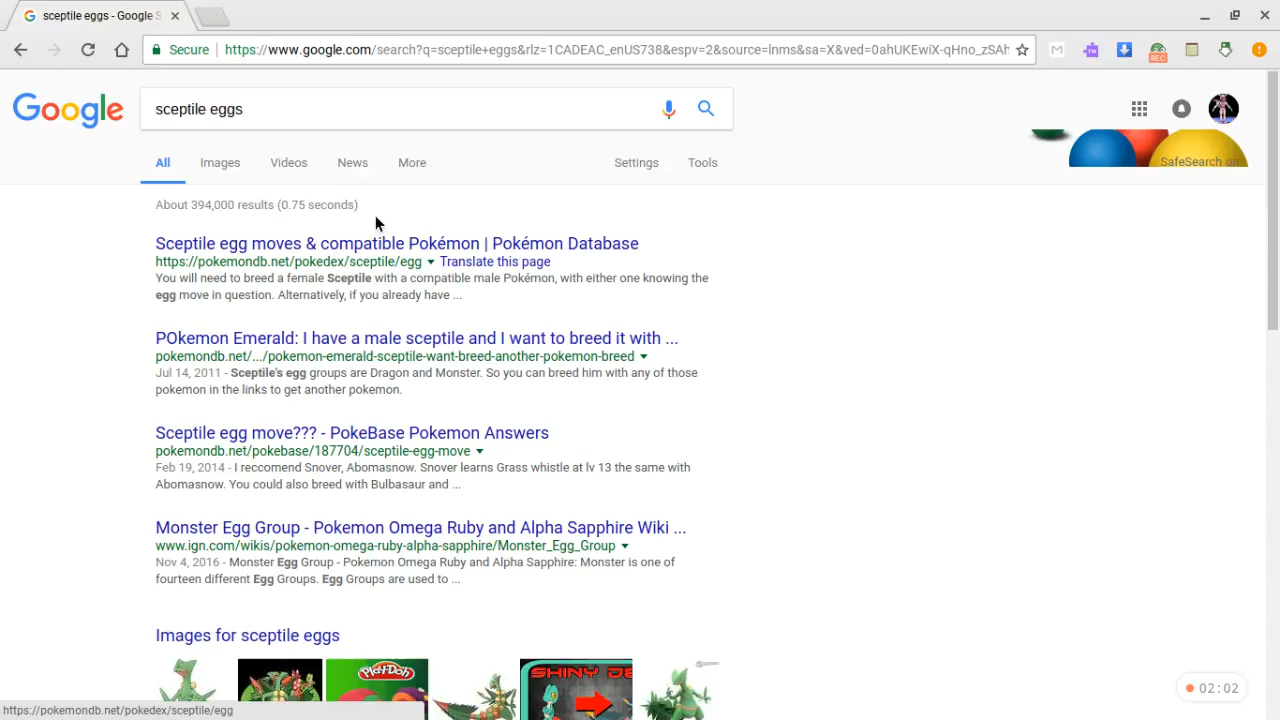 sceptile eggs - Google S
Secure
https://www.google.com/search?q=sceptile+eggs&rlz=1CADEAC_enUS738&espv=2&source=lnms&sa=X&ved=0ahUKEwiX-qHno_zSAh
REC
Google
sceptile eggs
All Images Videos News More Settings Tools
SafeSearch on
About 394,000 results (0.75 seconds)
Sceptile egg moves & compatible Pokémon | Pokémon Database
https://pokemondb.net/pokedex/sceptile/egg ▼ Translate this page
You will need to breed a female Sceptile with a compatible male Pokémon, with either one knowing the
egg move in question. Alternatively, if you already have ...
POkemon Emerald: I have a male sceptile and I want to breed it with ...
pokemondb.net/.../pokemon-emerald-sceptile-want-breed-another-pokemon-breed ▼
Jul 14, 2011 - Sceptile's egg groups are Dragon and Monster. So you can breed him with any of those
pokemon in the links to get another pokemon.
Sceptile egg move??? - PokeBase Pokemon Answers
pokemondb.net/pokebase/187704/sceptile-egg-move ▼
Feb 19, 2014 - I reccomend Snover, Abomasnow. Snover learns Grass whistle at lv 13 the same with
Abomasnow. You could also breed with Bulbasaur and ...
Monster Egg Group - Pokemon Omega Ruby and Alpha Sapphire Wiki ...
www.ign.com/wikis/pokemon-omega-ruby-alpha-sapphire/Monster_Egg_Group ▼
Nov 4, 2016 - Monster Egg Group - Pokemon Omega Ruby and Alpha Sapphire: Monster is one of
fourteen different Egg Groups. Egg Groups are used to ...
Images for sceptile eggs
PLAY-DOH
SHINY DE
02:02
https://pokemondb.net/pokedex/sceptile/egg